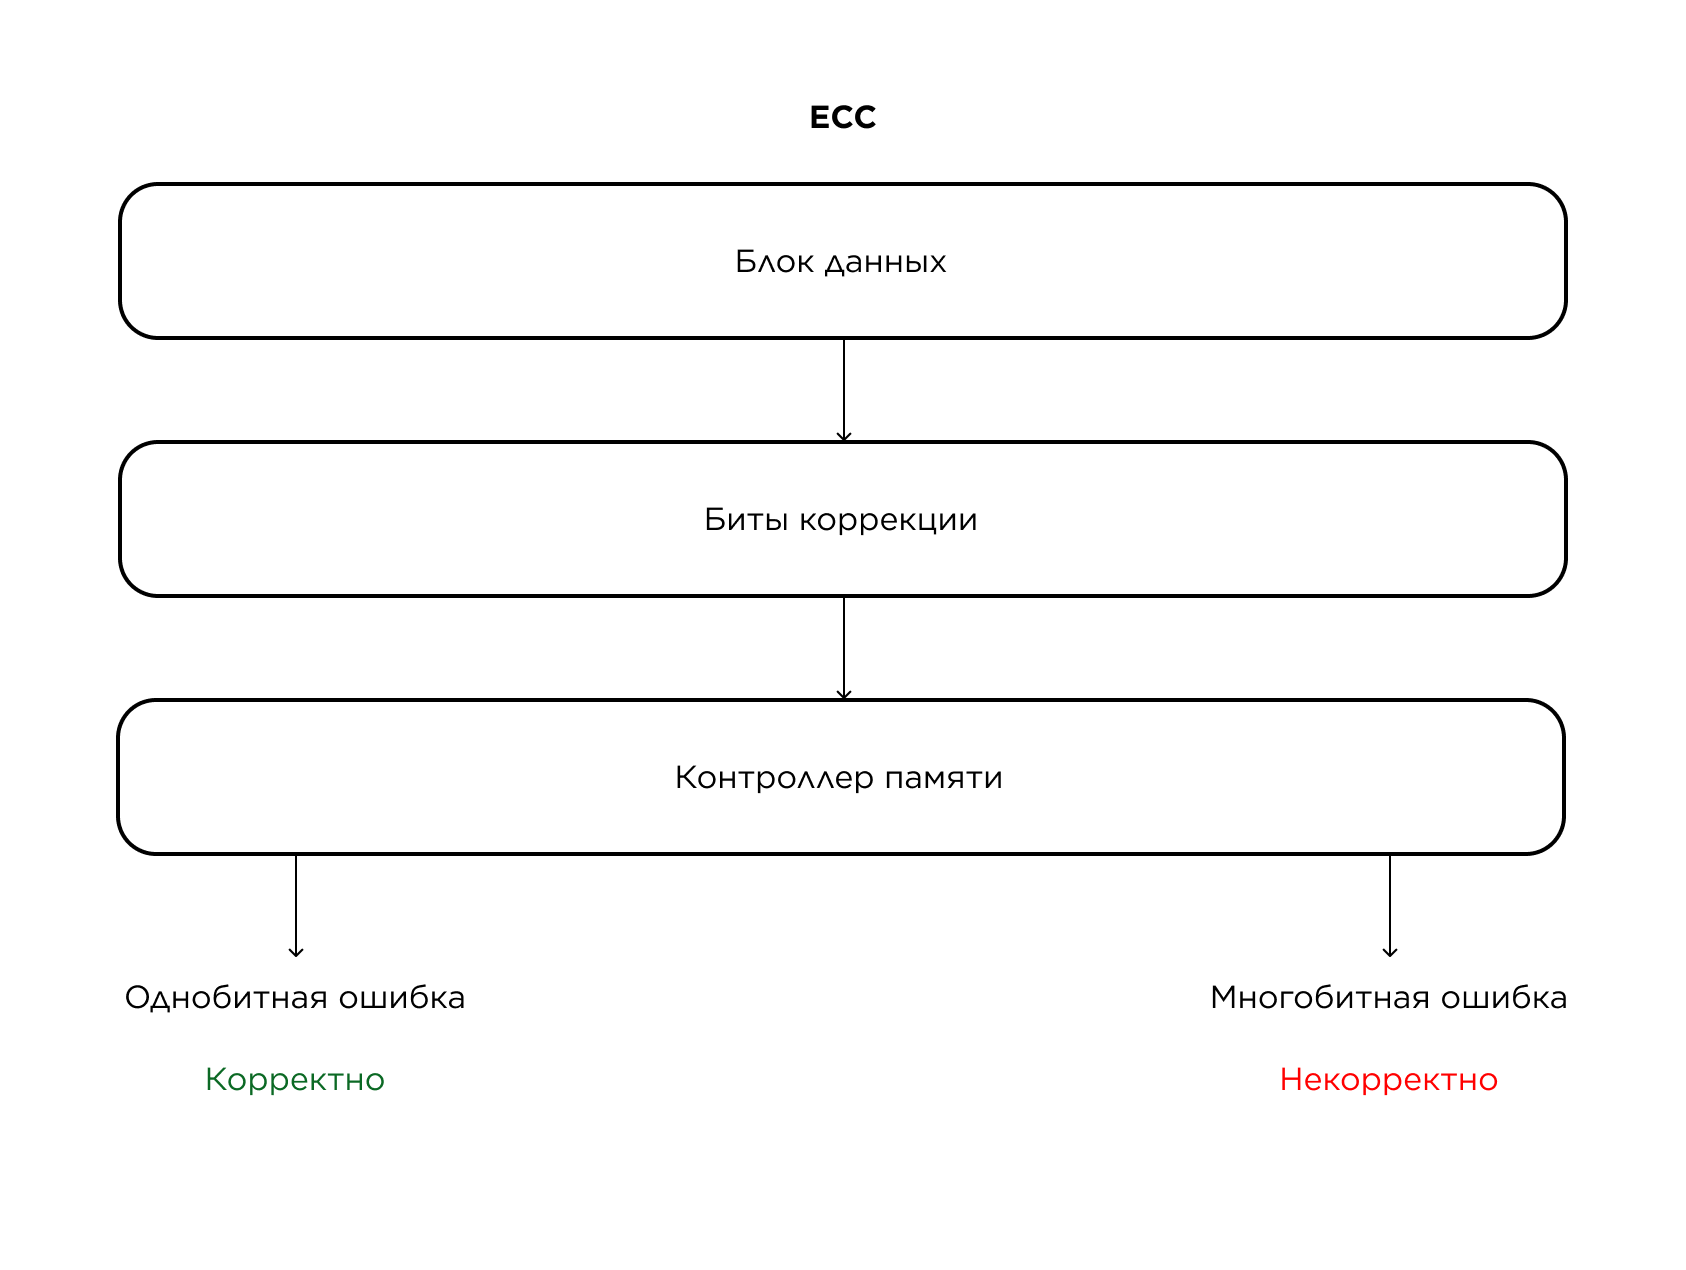 ECC
Блок данных
Биты коррекции
Контроллер памяти
Однобитная ошибка
Многобитная ошибка
Корректно
Некорректно